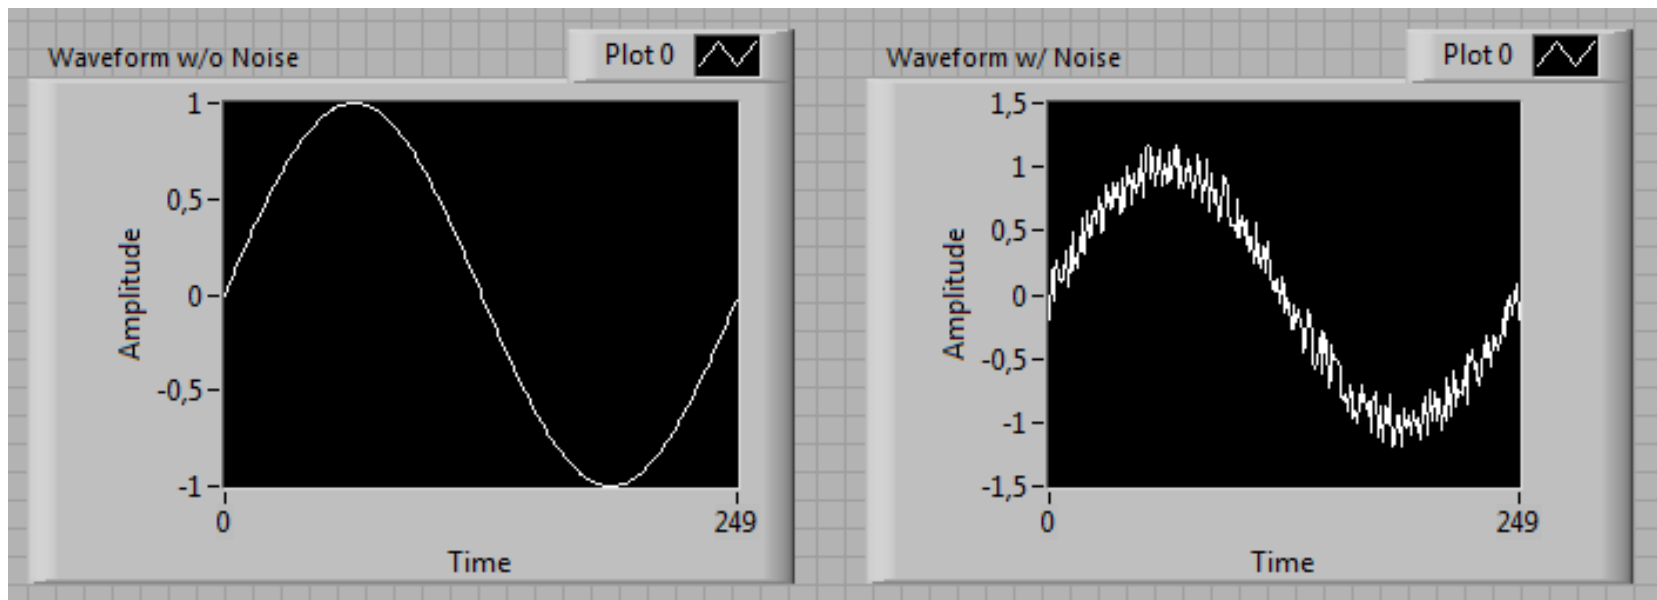 Waveform w/o Noise
Plot 0
1
0,5
0
-0,5
-1
Amplitude
0
249
Time
Waveform w/ Noise
Plot 0
1,5
1
0,5
0
-0,5
-1
-1,5
Amplitude
0
249
Time